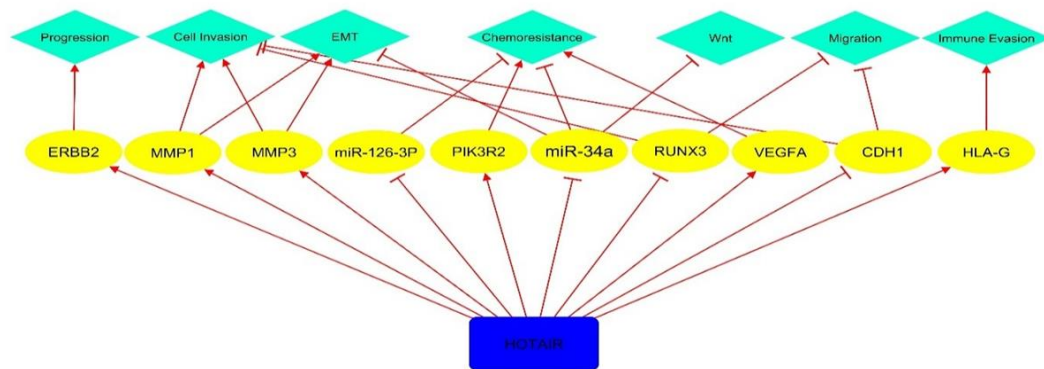 Progression
Cell Invasion
EMT
Chemoresistance
Wnt
Migration
Immune Evasion
ERBB2
MMP1
MMP3
miR-126-3P
PIK3R2
miR-34a
RUNX3
VEGFA
CDH1
HLA-G
HOTAIR